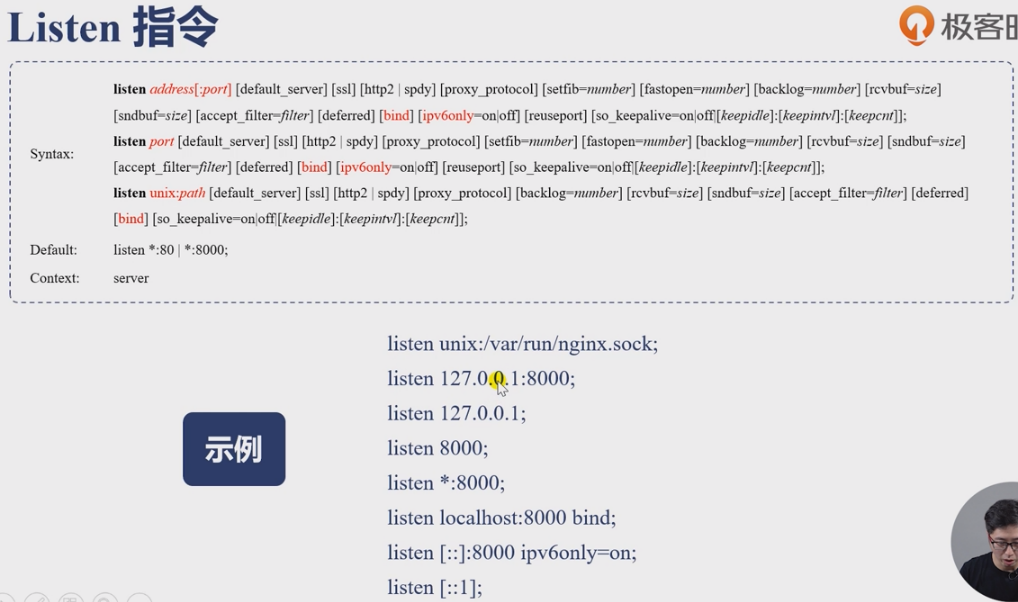 Listen 指令
极客时
listen address[:port] [default_server] [ssl] [http2 | spdy] [proxy_protocol] [setfib=number] [fastopen=number] [backlog=number] [rcvbuf=size]
[sndbuf=size] [accept_filter=filter] [deferred] [bind] [ipv6only=on|off] [reuseport] [so_keepalive=on|off|[keepidle]:[keepintvl]:[keepcnt]];
Syntax:
listen port [default_server] [ssl] [http2 | spdy] [proxy_protocol] [setfib=number] [fastopen=number] [backlog=number] [rcvbuf=size] [sndbuf=size]
[accept_filter=filter] [deferred] [bind] [ipv6only=on|off] [reuseport] [so_keepalive=on|off|[keepidle]:[keepintvl]:[keepcnt]];
listen unix:path [default_server] [ssl] [http2 | spdy] [proxy_protocol] [backlog=number] [rcvbuf=size] [sndbuf=size] [accept_filter=filter] [deferred]
[bind] [so_keepalive=on|off|[keepidle]:[keepintvl]:[keepcnt]];
Default: listen *:80 | *:8000;
Context: server
示例
listen unix:/var/run/nginx.sock;
listen 127.0.0.1:8000;
listen 127.0.0.1;
listen 8000;
listen *:8000;
listen localhost:8000 bind;
listen [::]:8000 ipv6only=on;
listen [::1];